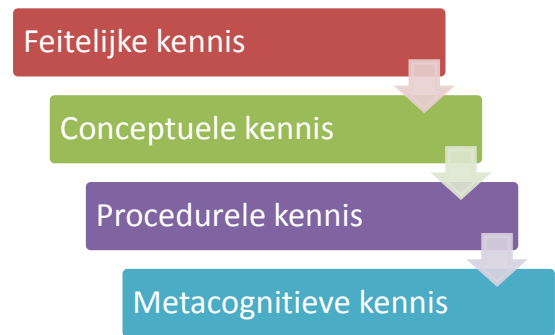 Feitelijke kennis
Conceptuele kennis
Procedurele kennis
Metacognitieve kennis